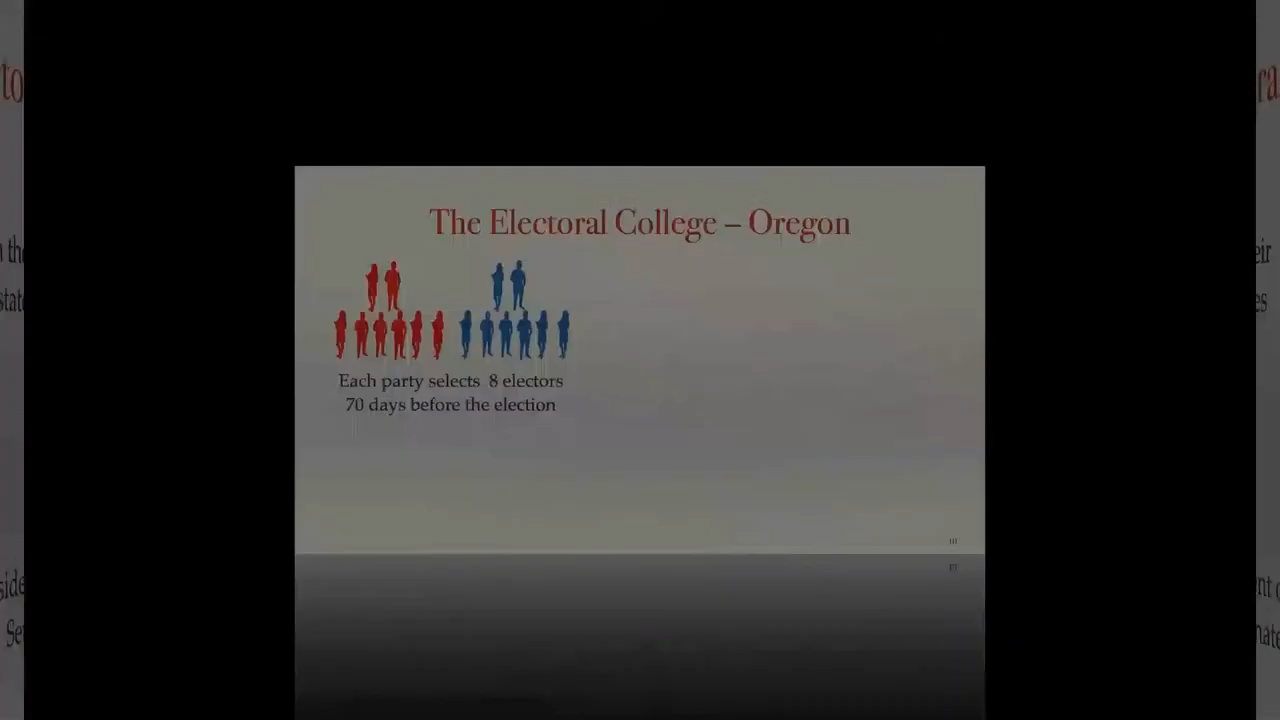 The Electoral College – Oregon
Each party selects 8 electors
70 days before the election